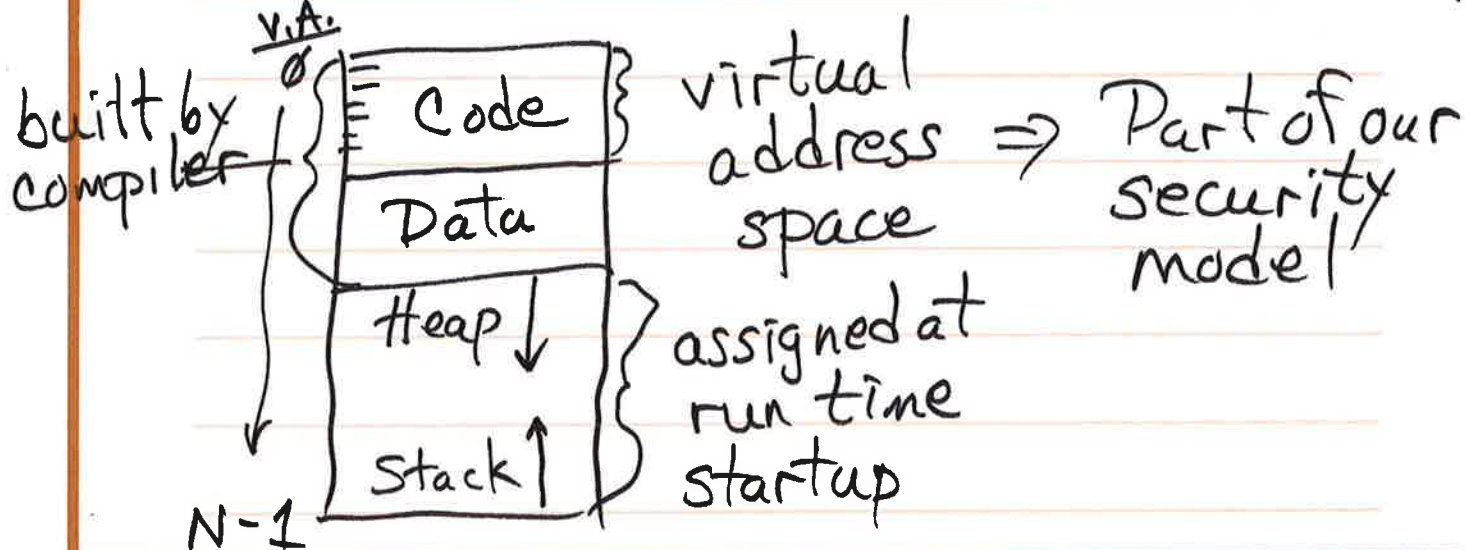 V.A.
0
built by
compiler
Code
Data
Heap
Stack
N-1
virtual
address
space
⇒ Part of our
security
model
assigned at
run time
startup